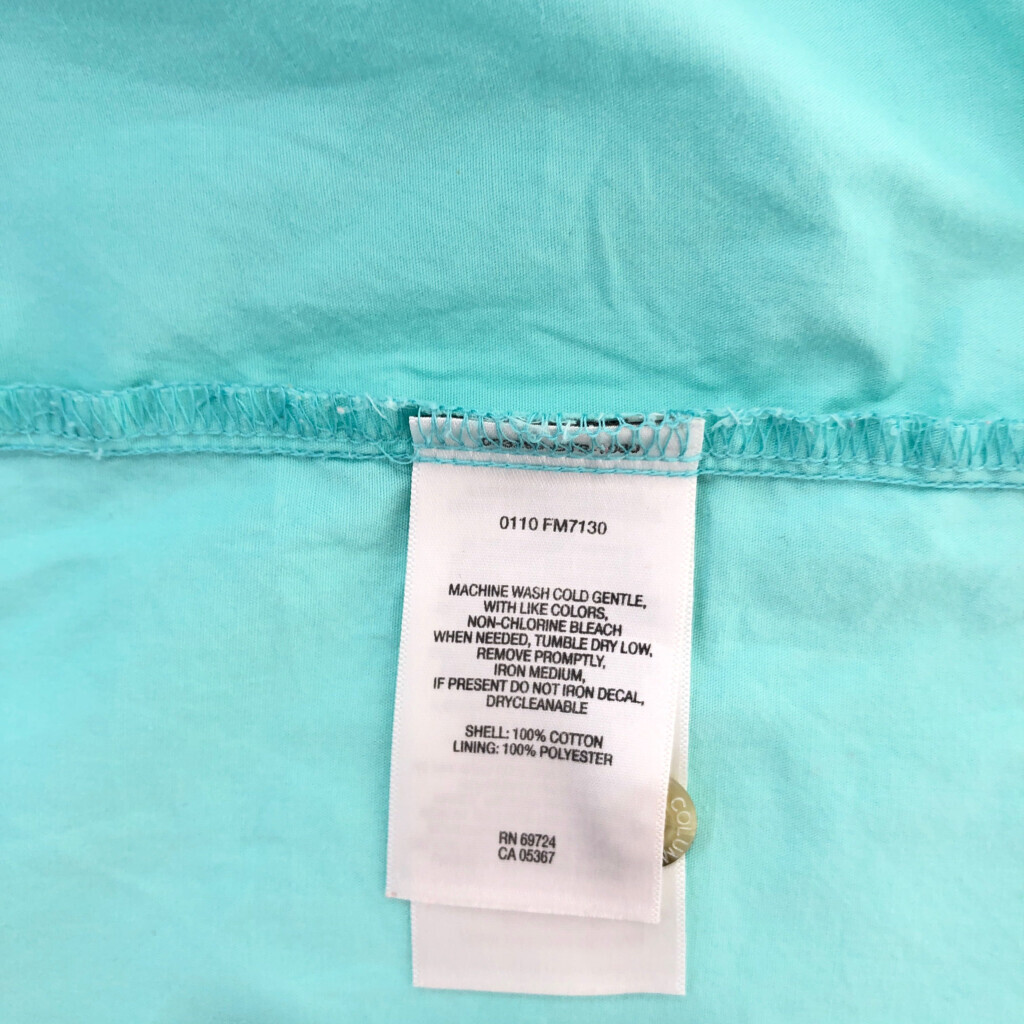 0110 FM7130
MACHINE WASH COLD GENTLE,
WITH LIKE COLORS,
NON-CHLORINE BLEACH
WHEN NEEDED, TUMBLE DRY LOW,
REMOVE PROMPTLY,
IRON MEDIUM,
IF PRESENT DO NOT IRON DECAL,
DRYCLEANABLE
SHELL: 100% COTTON
LINING: 100% POLYESTER
COLUM
RN 69724
CA 05367